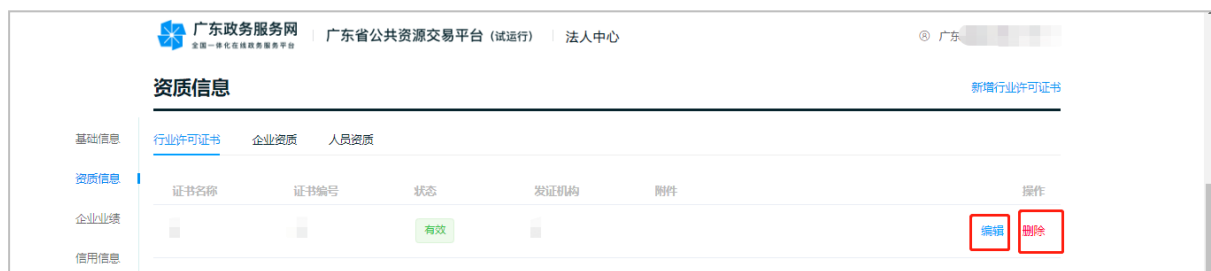 广东政务服务网
全国一体化在线政务服务平台
广东省公共资源交易平台 (试运行) 法人中心
广东
资质信息
新增行业许可证书
基础信息
资质信息
企业业绩
信用信息
行业许可证书 企业资质 人员资质
证书名称 证书编号 状态 发证机构 附件 操作
有效 编辑 删除